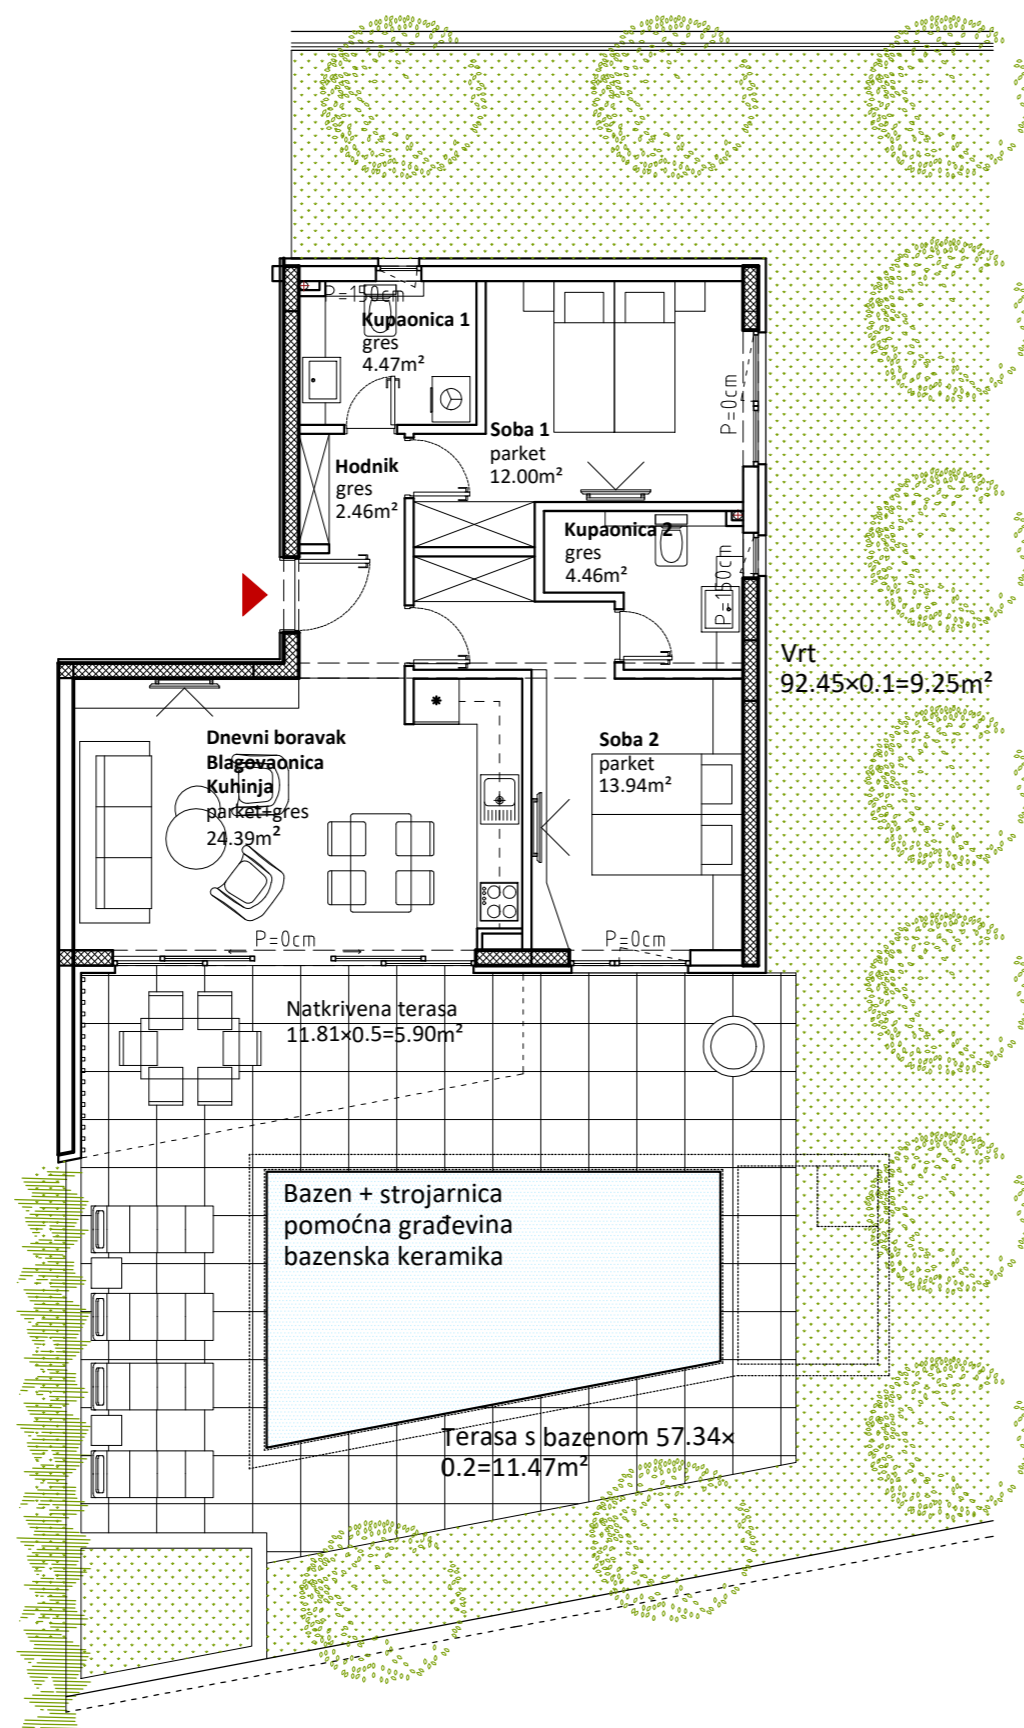 P=150cm
Kupaonica 1
gres
4.47m²
Soba 1
parket
12.00m²
P=0cm
Hodnik
gres
2.46m²
Kupaonica 2
gres
4.46m²
P=150cm
Vrt
92.45×0.1=9.25m²
Dnevni boravak
Blagovaonica
Kuhinja
parket+gres
24.39m²
Soba 2
parket
13.94m²
P=0cm
P=0cm
Natkrivena terasa
11.81×0.5=5.90m²
Bazen + strojarnica
pomoćna građevina
bazenska keramika
Terasa s bazenom 57.34×
0.2=11.47m²